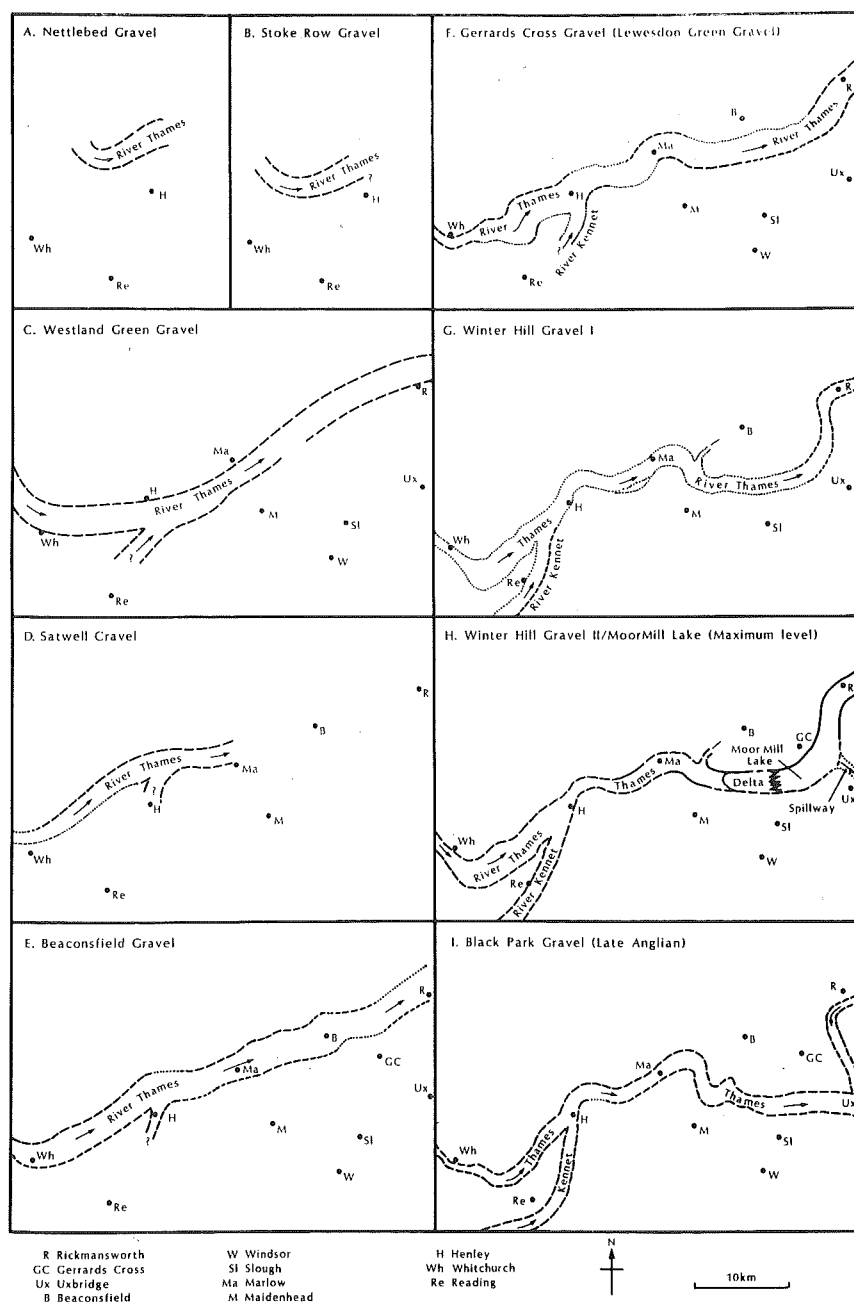 A. Nettlebed Gravel
River Thames
H
Wh
Re
B. Stoke Row Gravel
River Thames
?
H
Wh
Re
C. Westland Green Gravel
R
Ma
H
River Thames
Ux
M
Sl
Wh
?
W
Re
D. Satwell Gravel
R
B
River Thames
Ma
?
H
M
Wh
Re
E. Beaconsfield Gravel
R
B
GC
Ma
River Thames
Ux
H
M
?
Sl
Wh
W
Re
F. Gerrards Cross Gravel (Lewesdon Green Gravel)
R
B
River Thames
Ma
Ux
H
River Thames
M
Sl
Wh
?
River Kennet
W
Re
G. Winter Hill Gravel I
R
B
Ma
River Thames
Ux
H
M
Sl
Thames
Wh
Re
River Kennet
H. Winter Hill Gravel II/MoorMill Lake (Maximum level)
R
B
GC
Moor Mill
Lake
Ma
Thames
Delta
Spillway
Ux
H
M
Sl
Wh
River Thames
W
Re
River Kennet
I. Black Park Gravel (Late Anglian)
R
B
GC
Ma
Thames
Ux
H
M
Sl
Thames
Wh
W
Kennet
Re
R Rickmansworth
GC Gerrards Cross
Ux Uxbridge
B Beaconsfield
W Windsor
Sl Slough
Ma Marlow
M Maidenhead
H Henley
Wh Whitchurch
Re Reading
N
10km